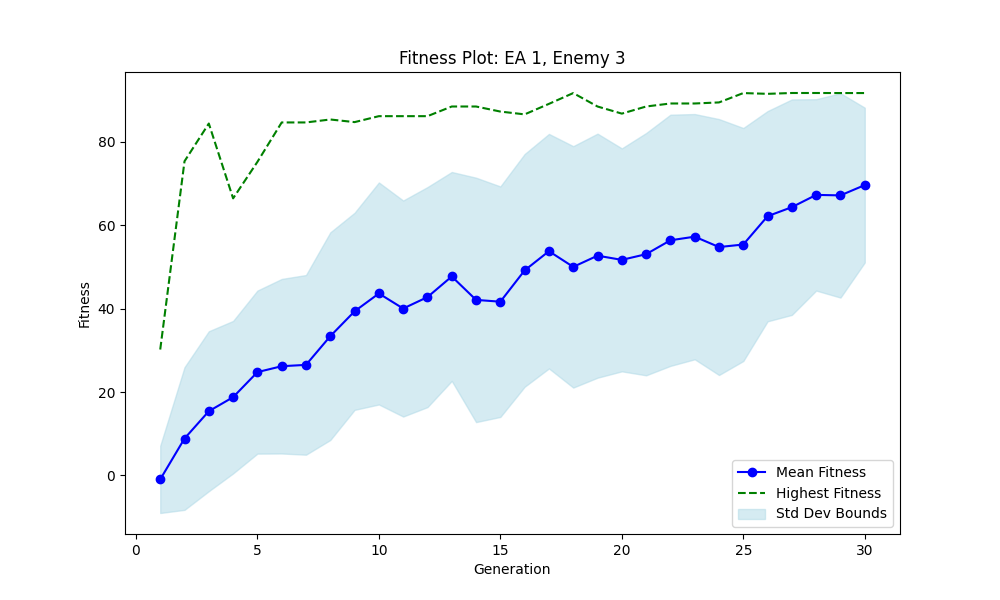 Fitness Plot: EA 1, Enemy 3
Fitness
80
60
40
20
0
0 5 10 15 20 25 30
Generation
Mean Fitness
Highest Fitness
Std Dev Bounds